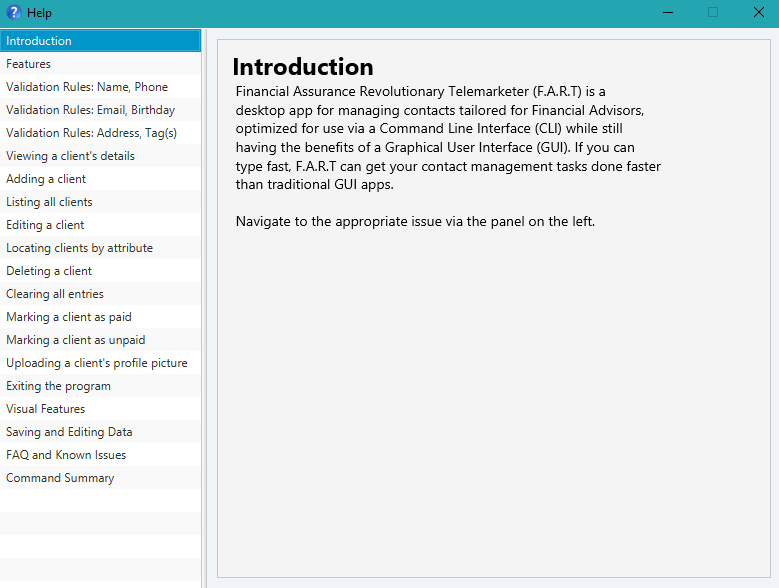 Help
Introduction
Features
Validation Rules: Name, Phone
Validation Rules: Email, Birthday
Validation Rules: Address, Tag(s)
Viewing a client's details
Adding a client
Listing all clients
Editing a client
Locating clients by attribute
Deleting a client
Clearing all entries
Marking a client as paid
Marking a client as unpaid
Uploading a client's profile picture
Exiting the program
Visual Features
Saving and Editing Data
FAQ and Known Issues
Command Summary
Introduction
Financial Assurance Revolutionary Telemarketer (F.A.R.T) is a
desktop app for managing contacts tailored for Financial Advisors,
optimized for use via a Command Line Interface (CLI) while still
having the benefits of a Graphical User Interface (GUI). If you can
type fast, F.A.R.T can get your contact management tasks done faster
than traditional GUI apps.
Navigate to the appropriate issue via the panel on the left.